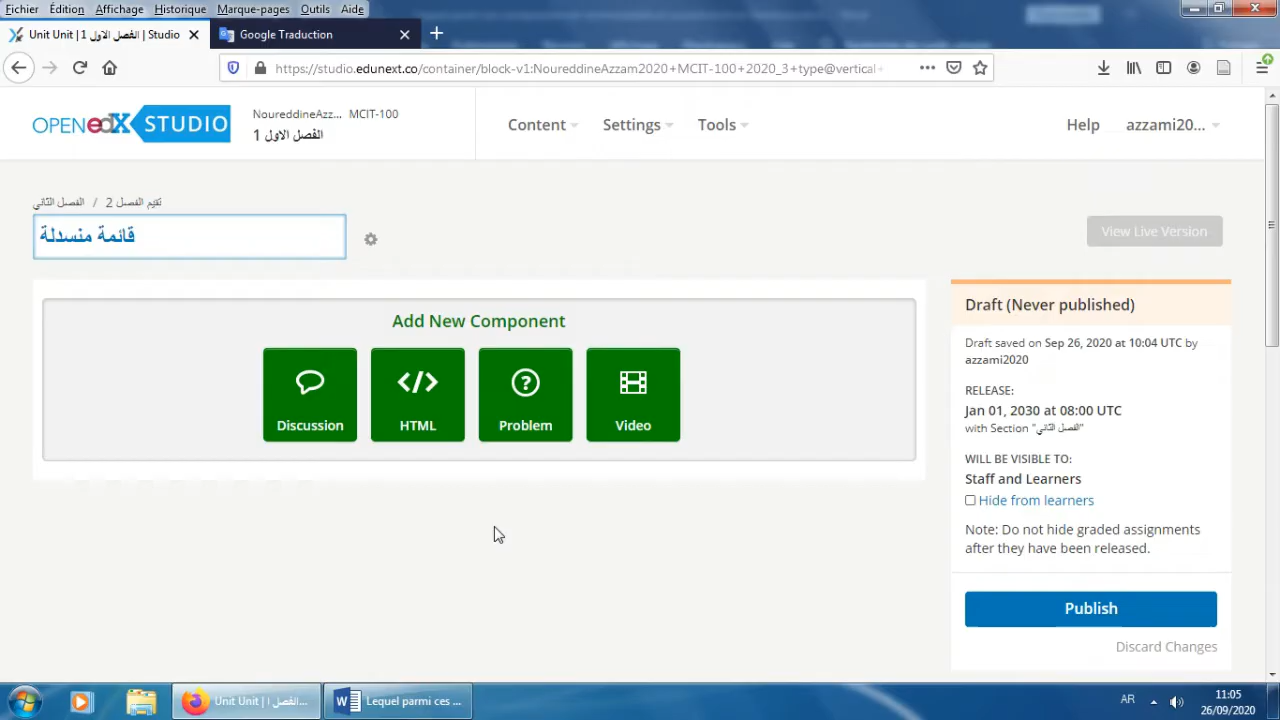 Fichier Édition Affichage Historique Marque-pages Outils Aide
Unit Unit | 1 الفصل الاول | Studio
Google Traduction
https://studio.edunext.co/container/block-v1:NoureddineAzzam2020+MCIT-100+2020_3+type@vertical+
OPEN edX STUDIO
NoureddineAzz... MCIT-100
الفصل الاول 1
Content
Settings
Tools
Help
azzami20...
الفصل الثاني / تقيم الفصل 2
قائمة منسدلة
View Live Version
Add New Component
Discussion
HTML
Problem
Video
Draft (Never published)
Draft saved on Sep 26, 2020 at 10:04 UTC by
azzami2020
RELEASE:
Jan 01, 2030 at 08:00 UTC
with Section "الفصل الثاني"
WILL BE VISIBLE TO:
Staff and Learners
Hide from learners
Note: Do not hide graded assignments
after they have been released.
Publish
Discard Changes
Unit Unit | الفصل ا...
Lequel parmi ces ...
AR
11:05
26/09/2020